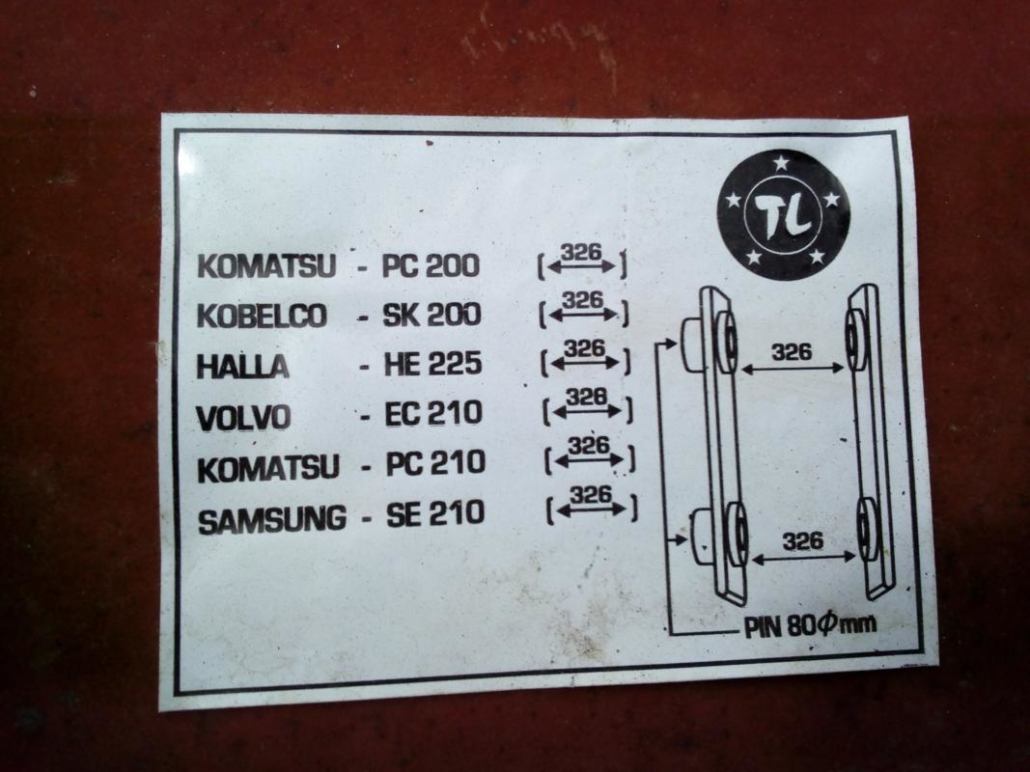 TL
KOMATSU - PC 200 [326]
KOBELCO - SK 200 [326]
HALLA - HE 225 [326]
VOLVO - EC 210 [326]
KOMATSU - PC 210 [326]
SAMSUNG - SE 210 [326]
326
326
PIN 80ϕmm